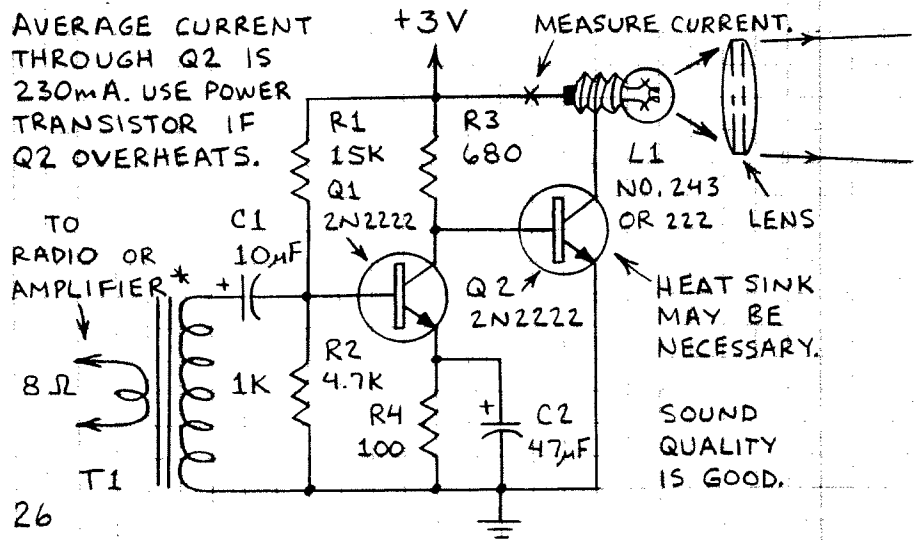 AVERAGE CURRENT
THROUGH Q2 IS
230mA. USE POWER
TRANSISTOR IF
Q2 OVERHEATS.
+3V
MEASURE CURRENT.
R1
15K
R3
680
Q1
2N2222
L1
NO. 243
OR 222
LENS
TO
RADIO OR
AMPLIFIER*
C1
10µF
+
Q2
2N2222
HEAT SINK
MAY BE
NECESSARY.
8Ω
1K
R2
4.7K
R4
100
+
C2
47µF
SOUND
QUALITY
IS GOOD.
T1
26